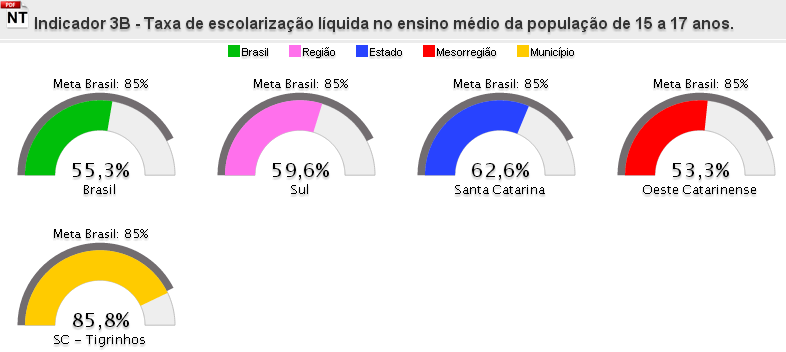 PDF
NT
Indicador 3B - Taxa de escolarização líquida no ensino médio da população de 15 a 17 anos.
Brasil Região Estado Mesorregião Município
Meta Brasil: 85% Meta Brasil: 85% Meta Brasil: 85% Meta Brasil: 85%
55,3% 59,6% 62,6% 53,3%
Brasil Sul Santa Catarina Oeste Catarinense
Meta Brasil: 85%
85,8%
SC - Tigrinhos